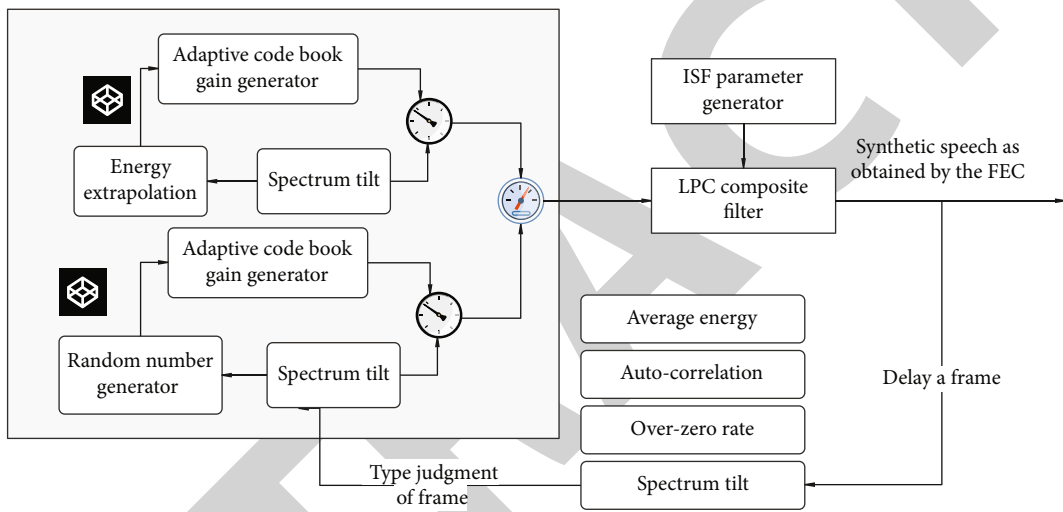 Adaptive code book
gain generator
Energy
extrapolation
Spectrum tilt
Adaptive code book
gain generator
Random number
generator
Spectrum tilt
ISF parameter
generator
LPC composite
filter
Synthetic speech as
obtained by the FEC
Average energy
Auto-correlation
Over-zero rate
Spectrum tilt
Delay a frame
Type judgment
of frame